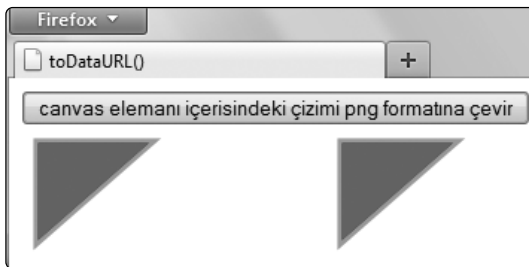 Firefox
toDataURL()
canvas elemanı içerisindeki çizimi png formatına çevir